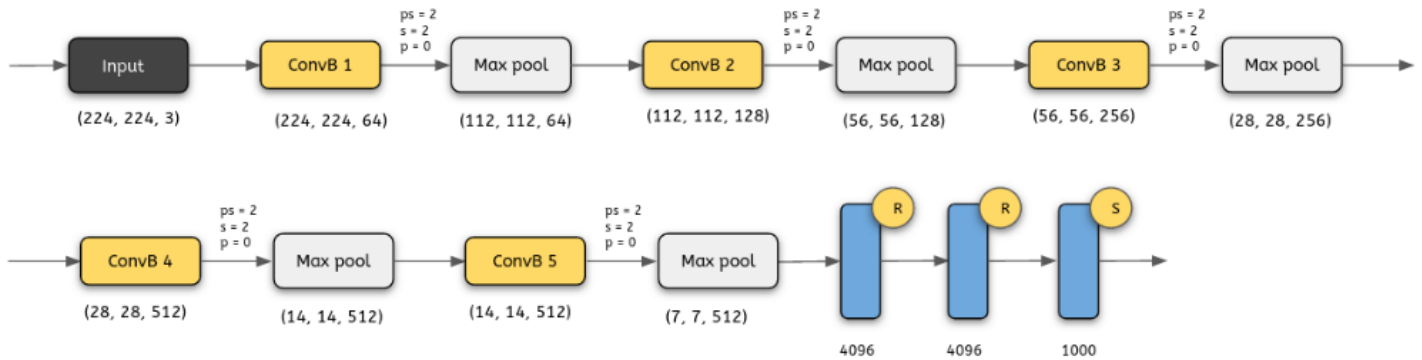 ps = 2
s = 2
p = 0
ps = 2
s = 2
p = 0
ps = 2
s = 2
p = 0
Input
ConvB 1
Max pool
ConvB 2
Max pool
ConvB 3
Max pool
(224, 224, 3)
(224, 224, 64)
(112, 112, 64)
(112, 112, 128)
(56, 56, 128)
(56, 56, 256)
(28, 28, 256)
ps = 2
s = 2
p = 0
ps = 2
s = 2
p = 0
R
R
S
ConvB 4
Max pool
ConvB 5
Max pool
(28, 28, 512)
(14, 14, 512)
(14, 14, 512)
(7, 7, 512)
4096
4096
1000